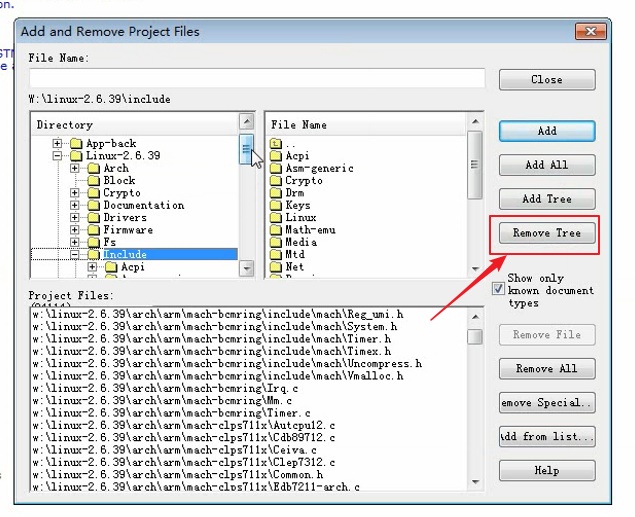 on.
Add and Remove Project Files
File Name:
Close
W:\linux-2.6.39\include
Directory
File Name
Add
App-back
Linux-2.6.39
Arch
Block
Crypto
Documentation
Drivers
Firmware
Fs
Include
Acpi
..
Acpi
Asm-generic
Crypto
Drm
Keys
Linux
Math-emu
Media
Mtd
Net
Add All
Add Tree
Remove Tree
Show only
known document
types
Project Files:
w:\linux-2.6.39\arch\arm\mach-bcmring\include\mach\Reg_umi.h
w:\linux-2.6.39\arch\arm\mach-bcmring\include\mach\System.h
w:\linux-2.6.39\arch\arm\mach-bcmring\include\mach\Timer.h
w:\linux-2.6.39\arch\arm\mach-bcmring\include\mach\Timex.h
w:\linux-2.6.39\arch\arm\mach-bcmring\include\mach\Uncompress.h
w:\linux-2.6.39\arch\arm\mach-bcmring\include\mach\Vmalloc.h
w:\linux-2.6.39\arch\arm\mach-bcmring\Irq.c
w:\linux-2.6.39\arch\arm\mach-bcmring\Mm.c
w:\linux-2.6.39\arch\arm\mach-bcmring\Timer.c
w:\linux-2.6.39\arch\arm\mach-clps711x\Autcpu12.c
w:\linux-2.6.39\arch\arm\mach-clps711x\Cdb89712.c
w:\linux-2.6.39\arch\arm\mach-clps711x\Ceiva.c
w:\linux-2.6.39\arch\arm\mach-clps711x\Clep7312.c
w:\linux-2.6.39\arch\arm\mach-clps711x\Common.c
w:\linux-2.6.39\arch\arm\mach-clps711x\Edb7211-arch.c
Remove File
Remove All
emove Special..
dd from list...
Help